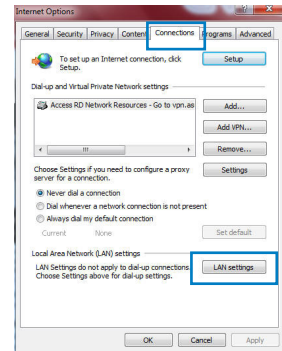 Internet Options
General Security Privacy Content Connections Programs Advanced
To set up an Internet connection, click Setup.
Setup
Dial-up and Virtual Private Network settings
Access RD Network Resources - Go to vpn.as
Add...
Add VPN...
Remove...
Choose Settings if you need to configure a proxy server for a connection.
Settings
Never dial a connection
Dial whenever a network connection is not present
Always dial my default connection
Current None
Set default
Local Area Network (LAN) settings
LAN Settings do not apply to dial-up connections. Choose Settings above for dial-up settings.
LAN settings
OK Cancel Apply